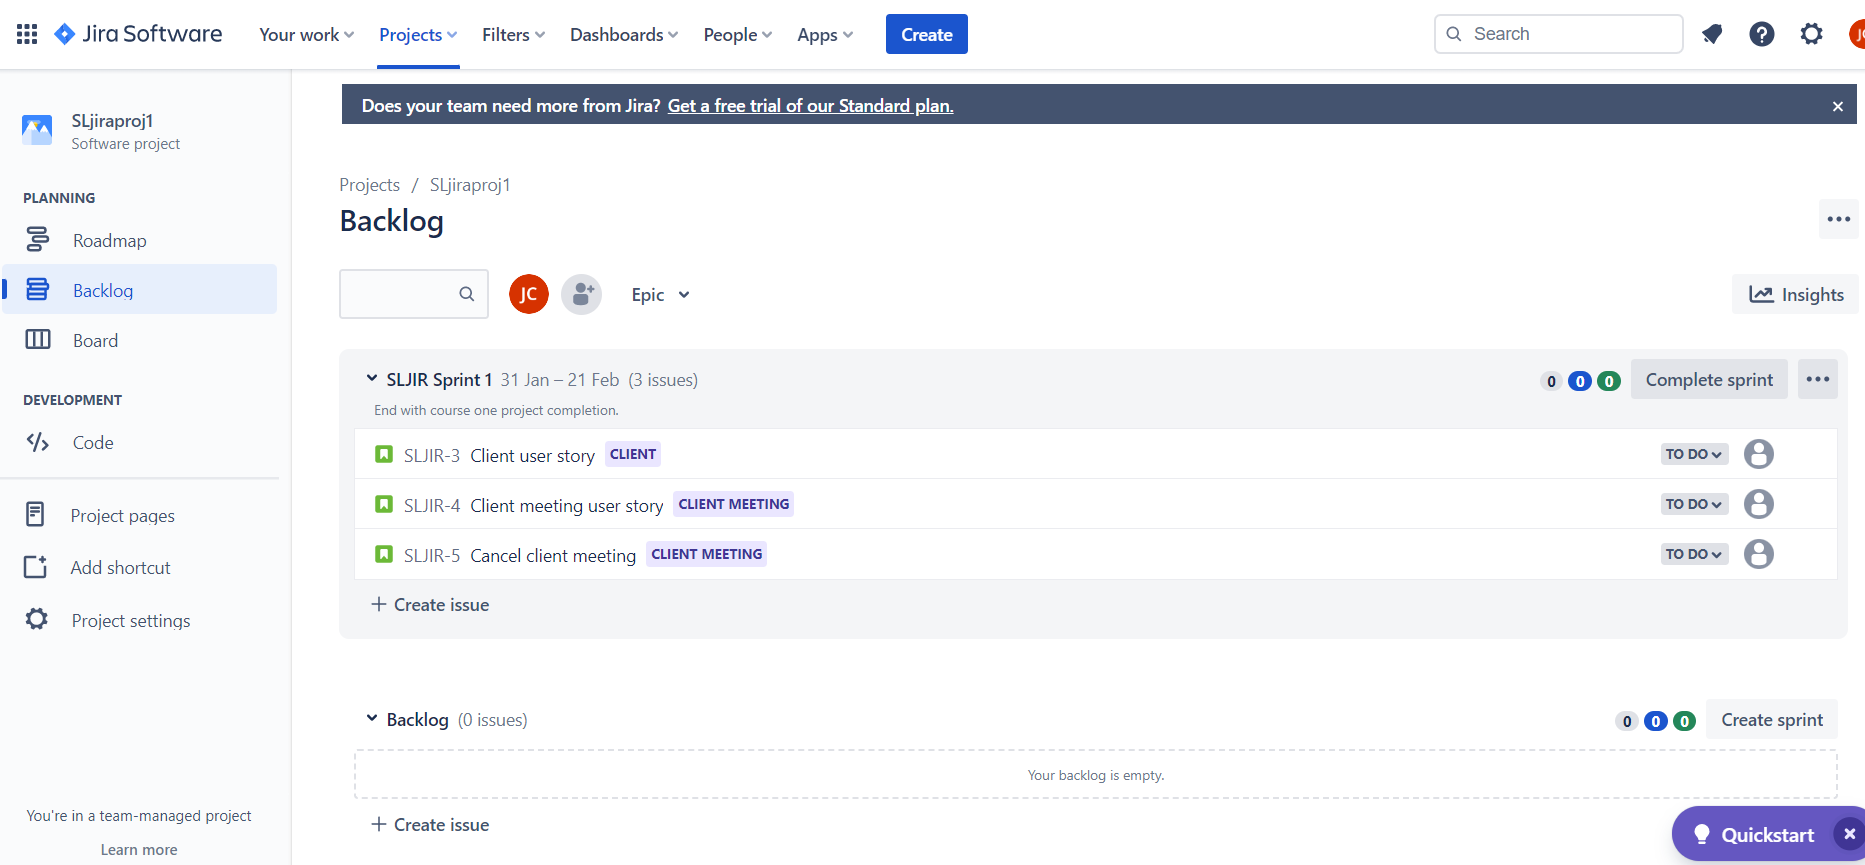 Jira Software Your work Projects Filters Dashboards People Apps Create Search JC
Does your team need more from Jira? Get a free trial of our Standard plan.
SLjiraproj1
Software project
PLANNING
Roadmap
Backlog
Board
DEVELOPMENT
Code
Project pages
Add shortcut
Project settings
You're in a team-managed project
Learn more
Projects / SLjiraproj1
Backlog
JC Epic Insights
SLJIR Sprint 1 31 Jan – 21 Feb (3 issues) 0 0 0 Complete sprint
End with course one project completion.
SLJIR-3 Client user story CLIENT TO DO
SLJIR-4 Client meeting user story CLIENT MEETING TO DO
SLJIR-5 Cancel client meeting CLIENT MEETING TO DO
+ Create issue
Backlog (0 issues) 0 0 0 Create sprint
Your backlog is empty.
+ Create issue
Quickstart